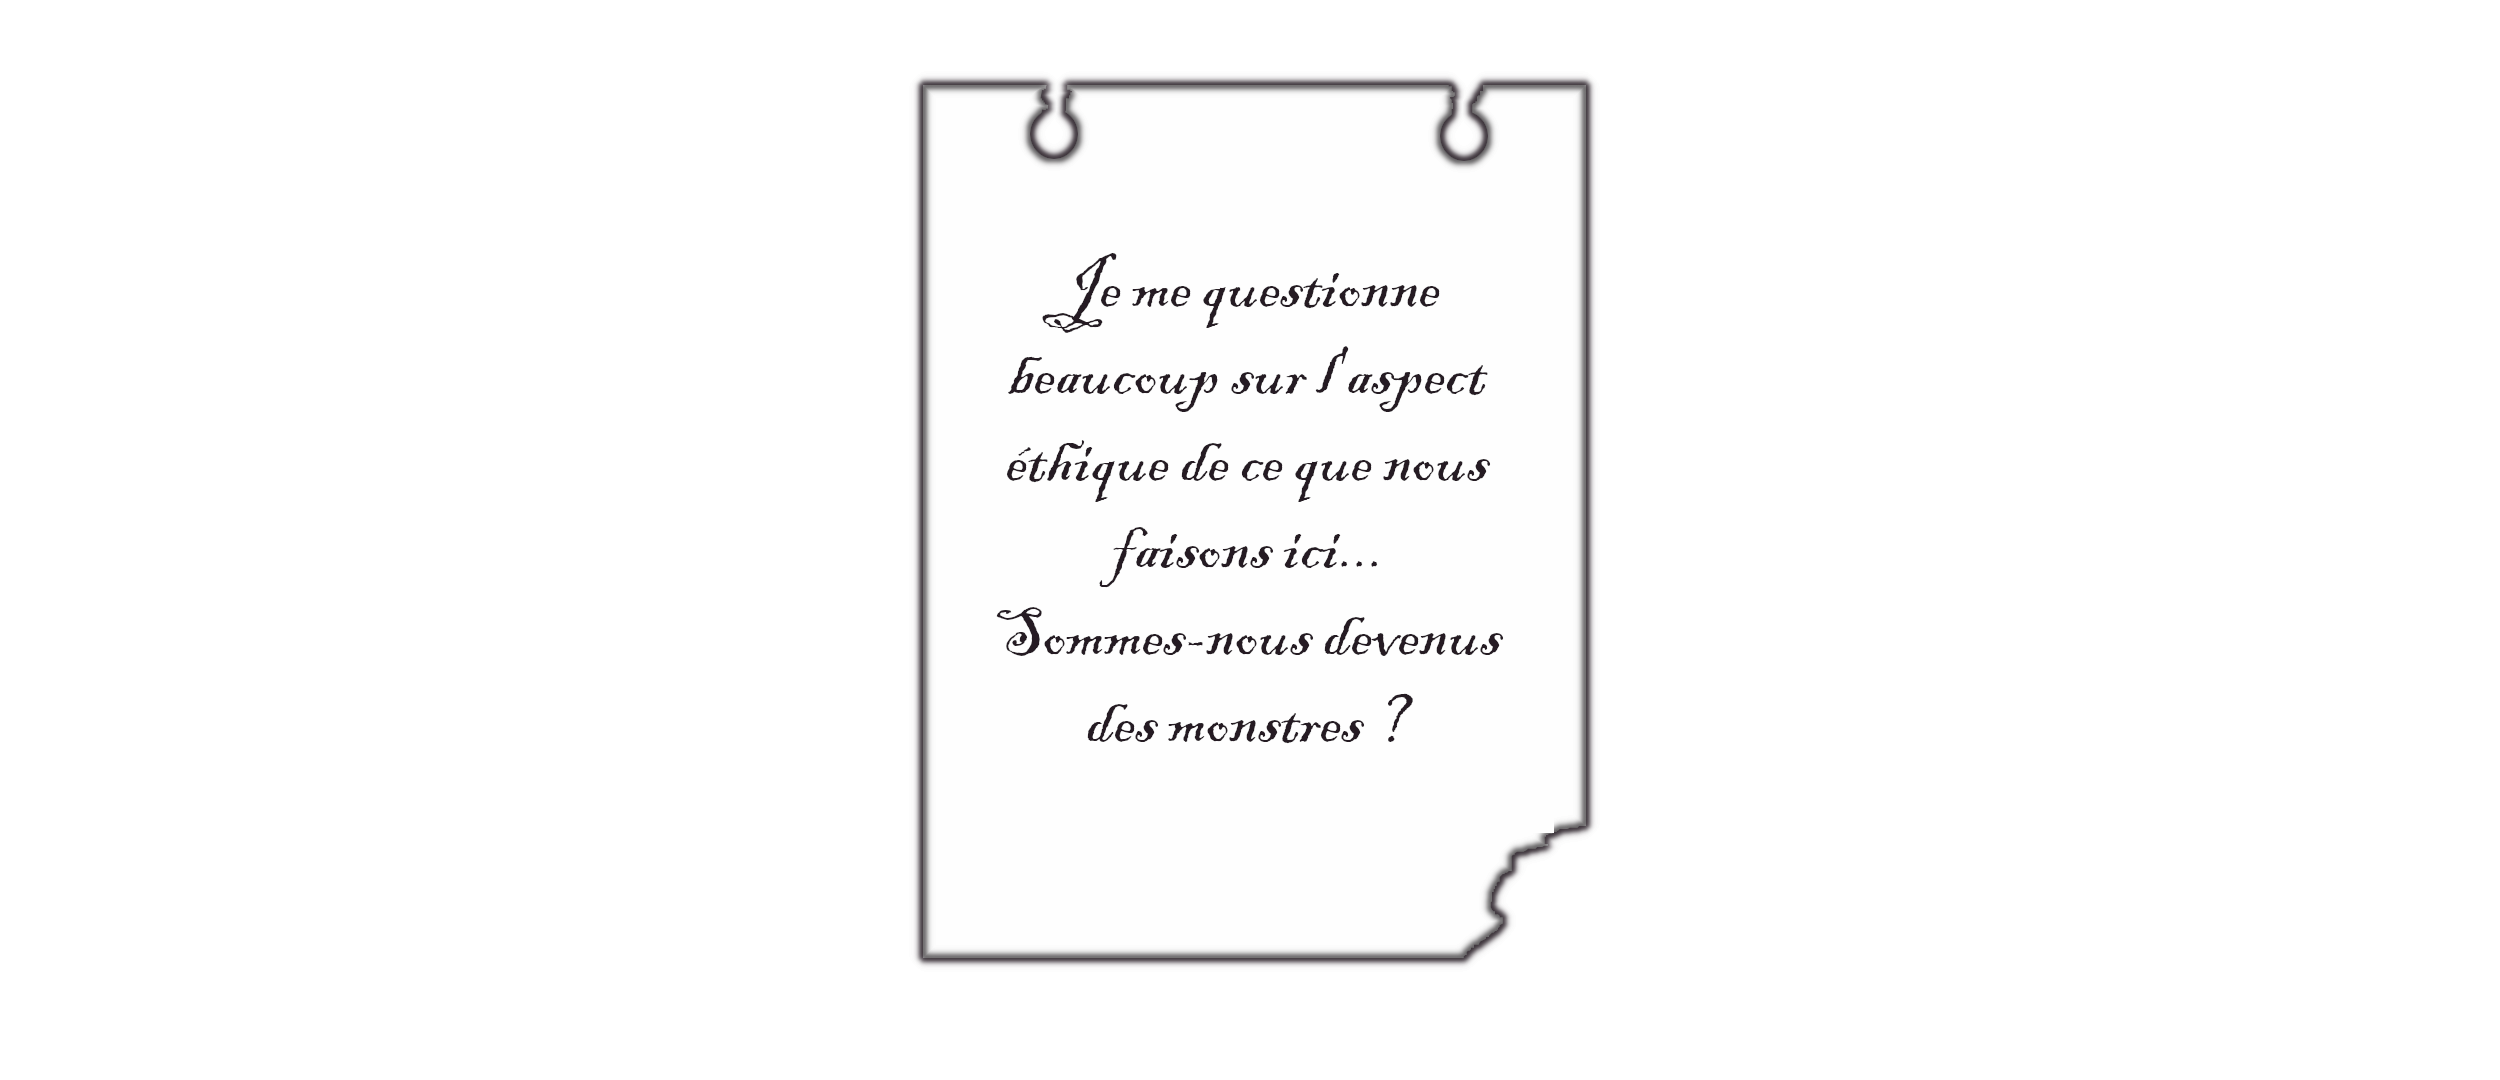 Je me questionne
beaucoup sur l'aspect
éthique de ce que nous
faisons ici...
Sommes-nous devenus
des monstres ?